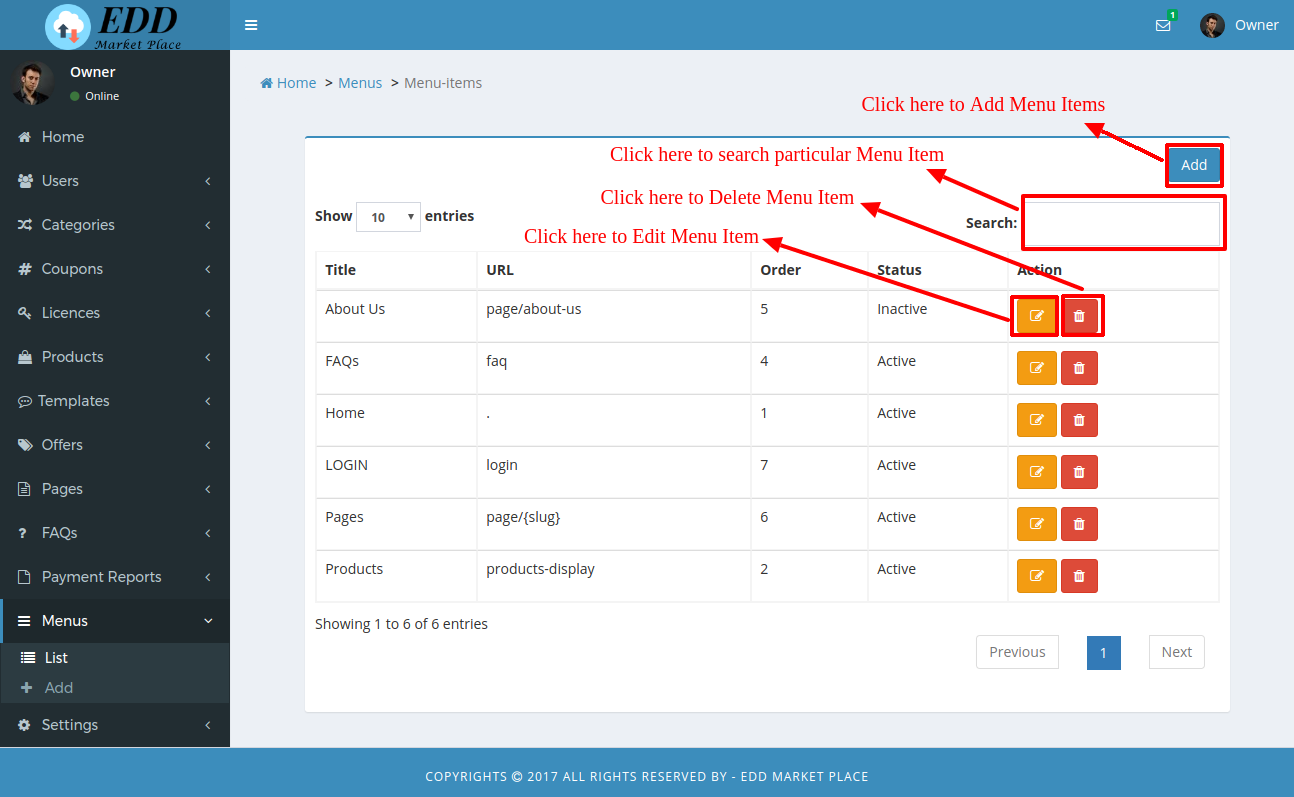 EDD
Market Place
1
Owner
Owner
Online
Home
Users
Categories
Coupons
Licences
Products
Templates
Offers
Pages
FAQs
Payment Reports
Menus
List
Add
Settings
Home > Menus > Menu-items
Click here to Add Menu Items
Add
Click here to search particular Menu Item
Click here to Delete Menu Item
Show 10 entries
Search:
Click here to Edit Menu Item
Title URL Order Status Action
About Us page/about-us 5 Inactive
FAQs faq 4 Active
Home . 1 Active
LOGIN login 7 Active
Pages page/{slug} 6 Active
Products products-display 2 Active
Showing 1 to 6 of 6 entries
Previous 1 Next
COPYRIGHTS © 2017 ALL RIGHTS RESERVED BY - EDD MARKET PLACE